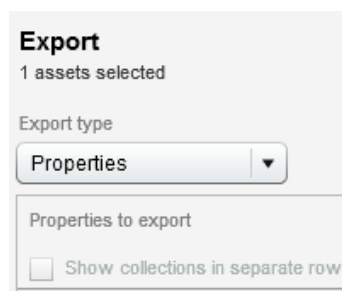 Export
1 assets selected
Export type
Properties
Properties to export
Show collections in separate row